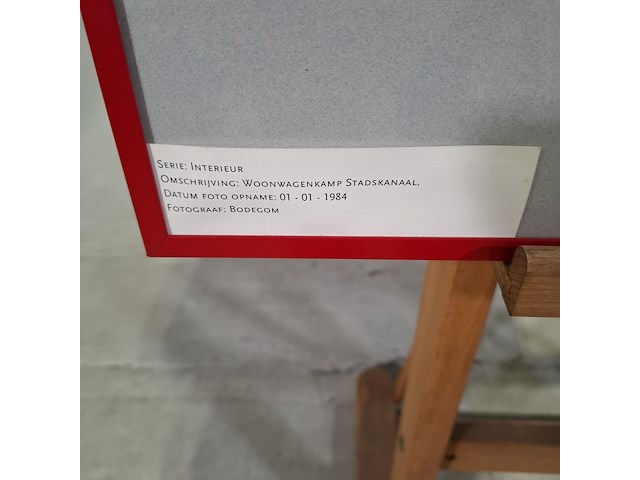 Serie: Interieur
Omschrijving: Woonwagenkamp Stadskanaal.
Datum foto opname: 01 - 01 - 1984
Fotograaf: Bodegom